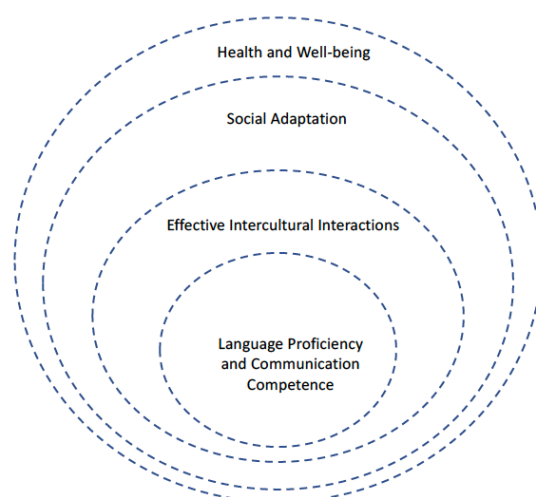 Health and Well-being
Social Adaptation
Effective Intercultural Interactions
Language Proficiency
and Communication
Competence